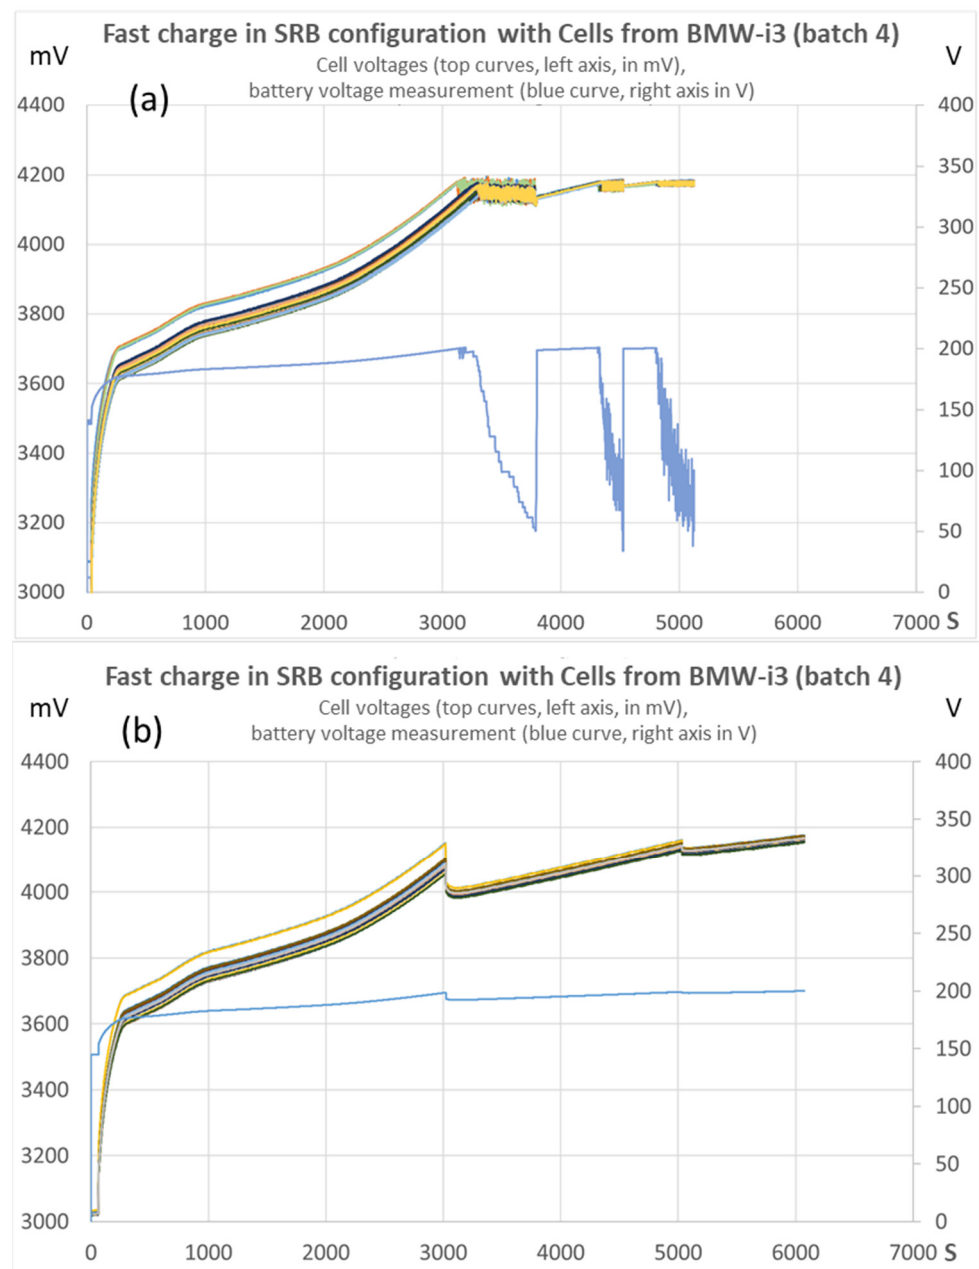 Fast charge in SRB configuration with Cells from BMW-i3 (batch 4)
mV
V
Cell voltages (top curves, left axis, in mV),
battery voltage measurement (blue curve, right axis in V)
(a)
4400
400
350
4200
300
4000
250
3800
200
3600
150
3400
100
3200
50
3000
0
0 1000 2000 3000 4000 5000 6000 7000 S
Fast charge in SRB configuration with Cells from BMW-i3 (batch 4)
mV
V
Cell voltages (top curves, left axis, in mV),
battery voltage measurement (blue curve, right axis in V)
(b)
4400
400
350
4200
300
4000
250
3800
200
3600
150
3400
100
3200
50
3000
0
0 1000 2000 3000 4000 5000 6000 7000 S